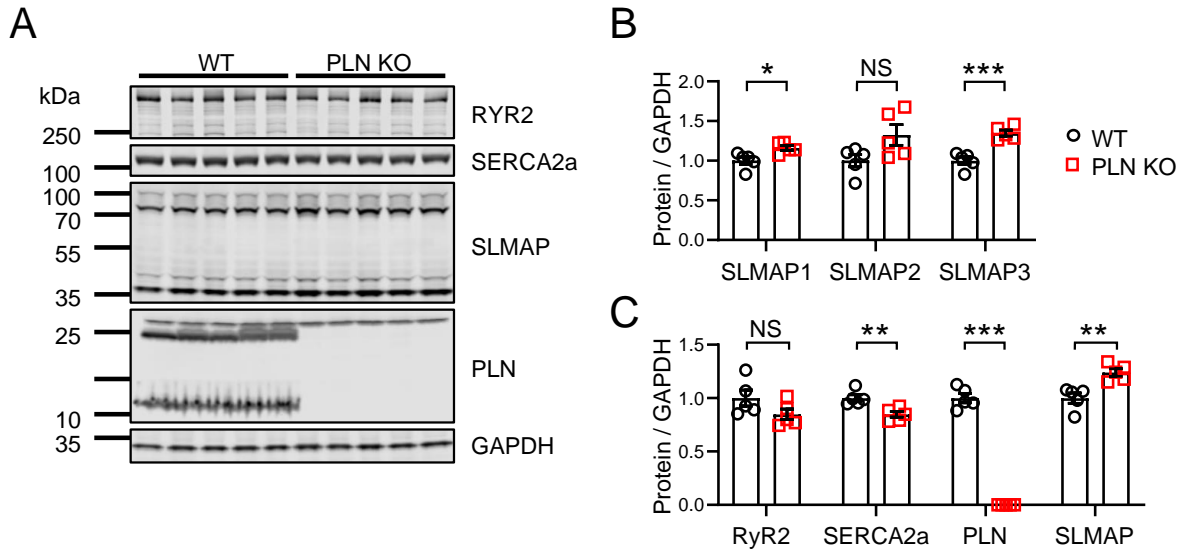 A
WT PLN KO
kDa
250
RYR2
100
SERCA2a
100
70
55
35
SLMAP
25
10
PLN
35
GAPDH
B
Protein / GAPDH
2.0
1.5
1.0
0.5
0.0
* NS ***
SLMAP1 SLMAP2 SLMAP3
WT
PLN KO
C
Protein / GAPDH
1.5
1.0
0.5
0.0
NS ** *** **
RyR2 SERCA2a PLN SLMAP